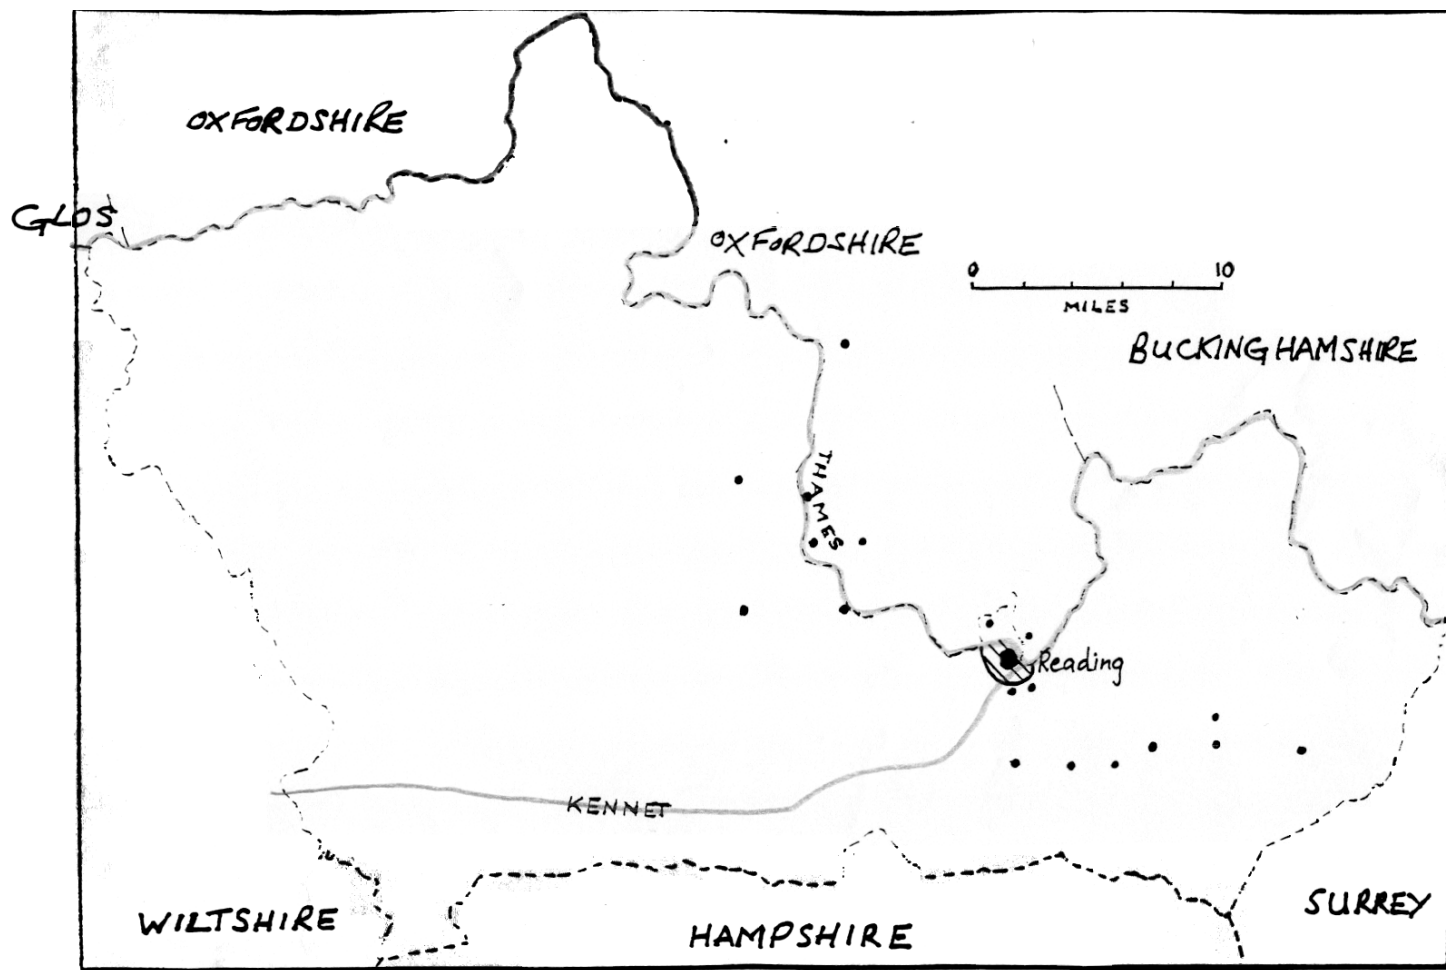 OXFORDSHIRE
GLOS
OXFORDSHIRE
0 10
MILES
BUCKINGHAMSHIRE
THAMES
Reading
KENNET
WILTSHIRE
HAMPSHIRE
SURREY